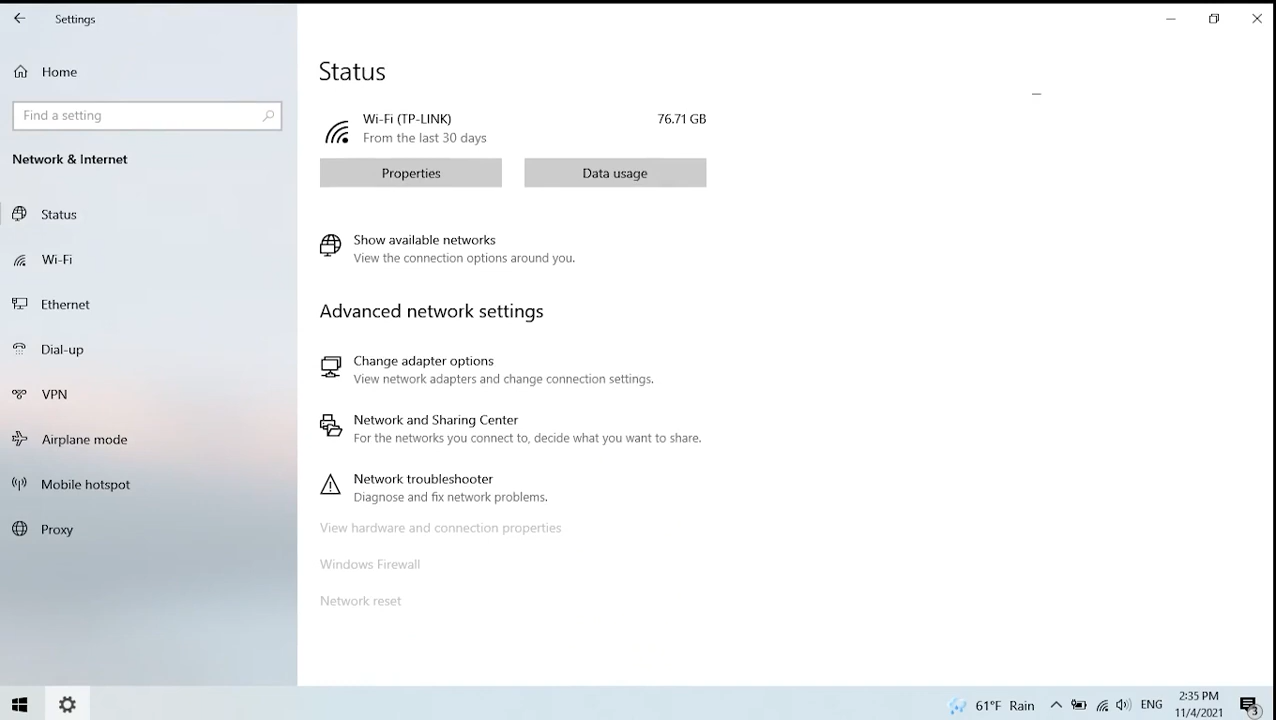 Settings
Home
Find a setting
Network & Internet
Status
Wi-Fi
Ethernet
Dial-up
VPN
Airplane mode
Mobile hotspot
Proxy
Status
Wi-Fi (TP-LINK) 76.71 GB
From the last 30 days
Properties Data usage
Show available networks
View the connection options around you.
Advanced network settings
Change adapter options
View network adapters and change connection settings.
Network and Sharing Center
For the networks you connect to, decide what you want to share.
Network troubleshooter
Diagnose and fix network problems.
View hardware and connection properties
Windows Firewall
Network reset
61°F Rain ENG 2:35 PM
11/4/2021 3